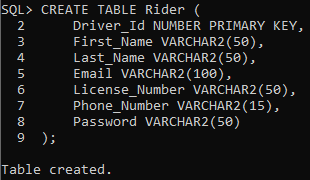 SQL> CREATE TABLE Rider (
  2      Driver_Id NUMBER PRIMARY KEY,
  3      First_Name VARCHAR2(50),
  4      Last_Name VARCHAR2(50),
  5      Email VARCHAR2(100),
  6      License_Number VARCHAR2(50),
  7      Phone_Number VARCHAR2(15),
  8      Password VARCHAR2(50)
  9  );
Table created.